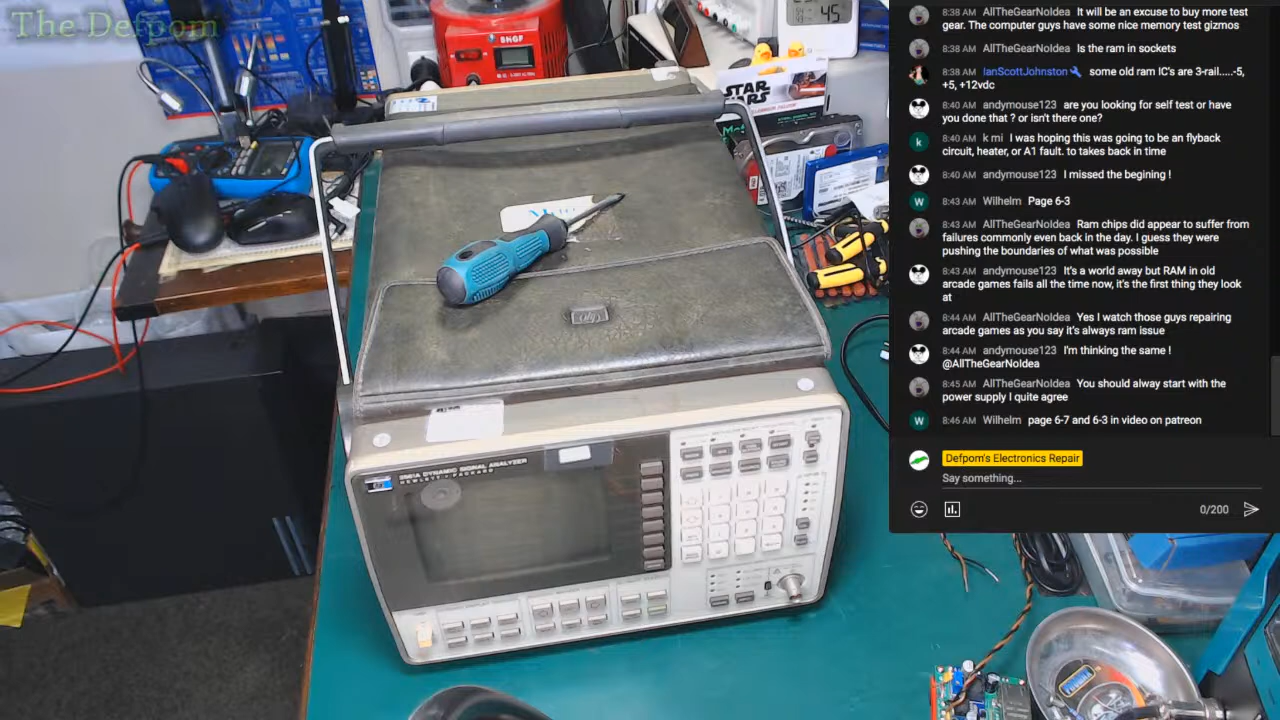 The Defpom
45
STAR
WARS
3561A DYNAMIC SIGNAL ANALYZER
HEWLETT • PACKARD
hp
8:38 AM AllTheGearNoIdea It will be an excuse to buy more test
gear. The computer guys have some nice memory test gizmos
8:38 AM AllTheGearNoIdea Is the ram in sockets
8:38 AM IanScottJohnston some old ram IC's are 3-rail.....-5,
+5, +12vdc
8:40 AM andymouse123 are you looking for self test or have
you done that ? or isn't there one?
k
8:40 AM k mi I was hoping this was going to be an flyback
circuit, heater, or A1 fault. to takes back in time
8:40 AM andymouse123 I missed the begining !
W
8:43 AM Wilhelm Page 6-3
8:43 AM AllTheGearNoIdea Ram chips did appear to suffer from
failures commonly even back in the day. I guess they were
pushing the boundaries of what was possible
8:43 AM andymouse123 It's a world away but RAM in old
arcade games fails all the time now, it's the first thing they look
at
8:44 AM AllTheGearNoIdea Yes I watch those guys repairing
arcade games as you say it's always ram issue
8:44 AM andymouse123 I'm thinking the same !
@AllTheGearNoIdea
8:45 AM AllTheGearNoIdea You should alway start with the
power supply I quite agree
W
8:46 AM Wilhelm page 6-7 and 6-3 in video on patreon
Defpom's Electronics Repair
Say something...
0/200